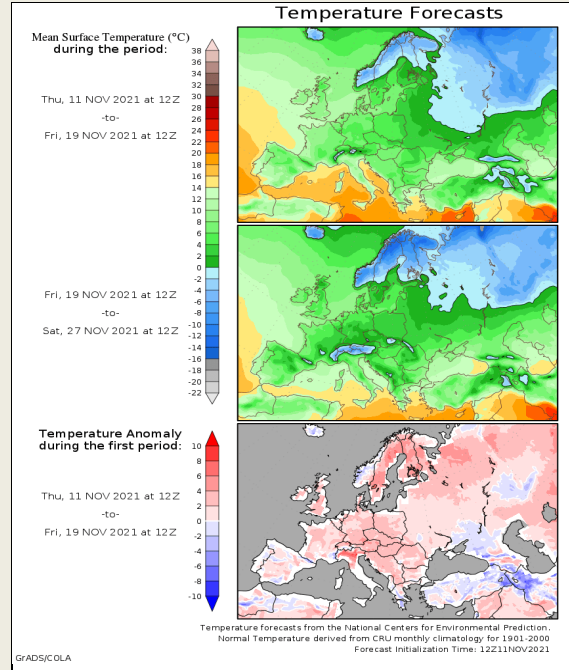 Temperature Forecasts
Mean Surface Temperature (°C)
during the period:
Thu, 11 NOV 2021 at 12Z
-to-
Fri, 19 NOV 2021 at 12Z
38
36
34
32
30
28
26
24
22
20
18
16
14
12
10
8
6
4
2
0
-2
-4
-6
-8
-10
-12
-14
-16
-18
-20
-22
Fri, 19 NOV 2021 at 12Z
-to-
Sat, 27 NOV 2021 at 12Z
Temperature Anomaly
during the first period:
Thu, 11 NOV 2021 at 12Z
-to-
Fri, 19 NOV 2021 at 12Z
10
8
6
4
2
0
-2
-4
-6
-8
-10
Temperature forecasts from the National Centers for Environmental Prediction.
Normal Temperature derived from CRU monthly climatology for 1901-2000
Forecast Initialization Time: 12Z11NOV2021
GrADS/COLA